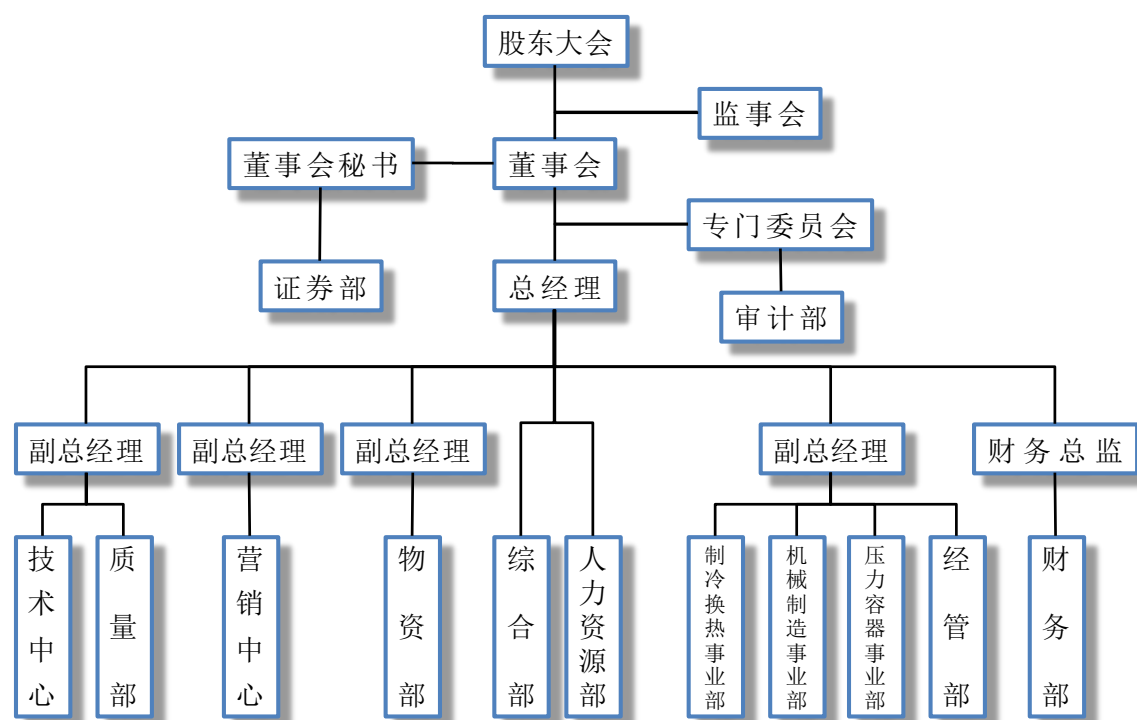 股东大会
监事会
董事会秘书
董事会
专门委员会
证券部
总经理
审计部
副总经理
副总经理
副总经理
副总经理
财务总监
技术中心
质量部
营销中心
物资部
综合部
人力资源部
制冷换热事业部
机械制造事业部
压力容器事业部
经管部
财务部